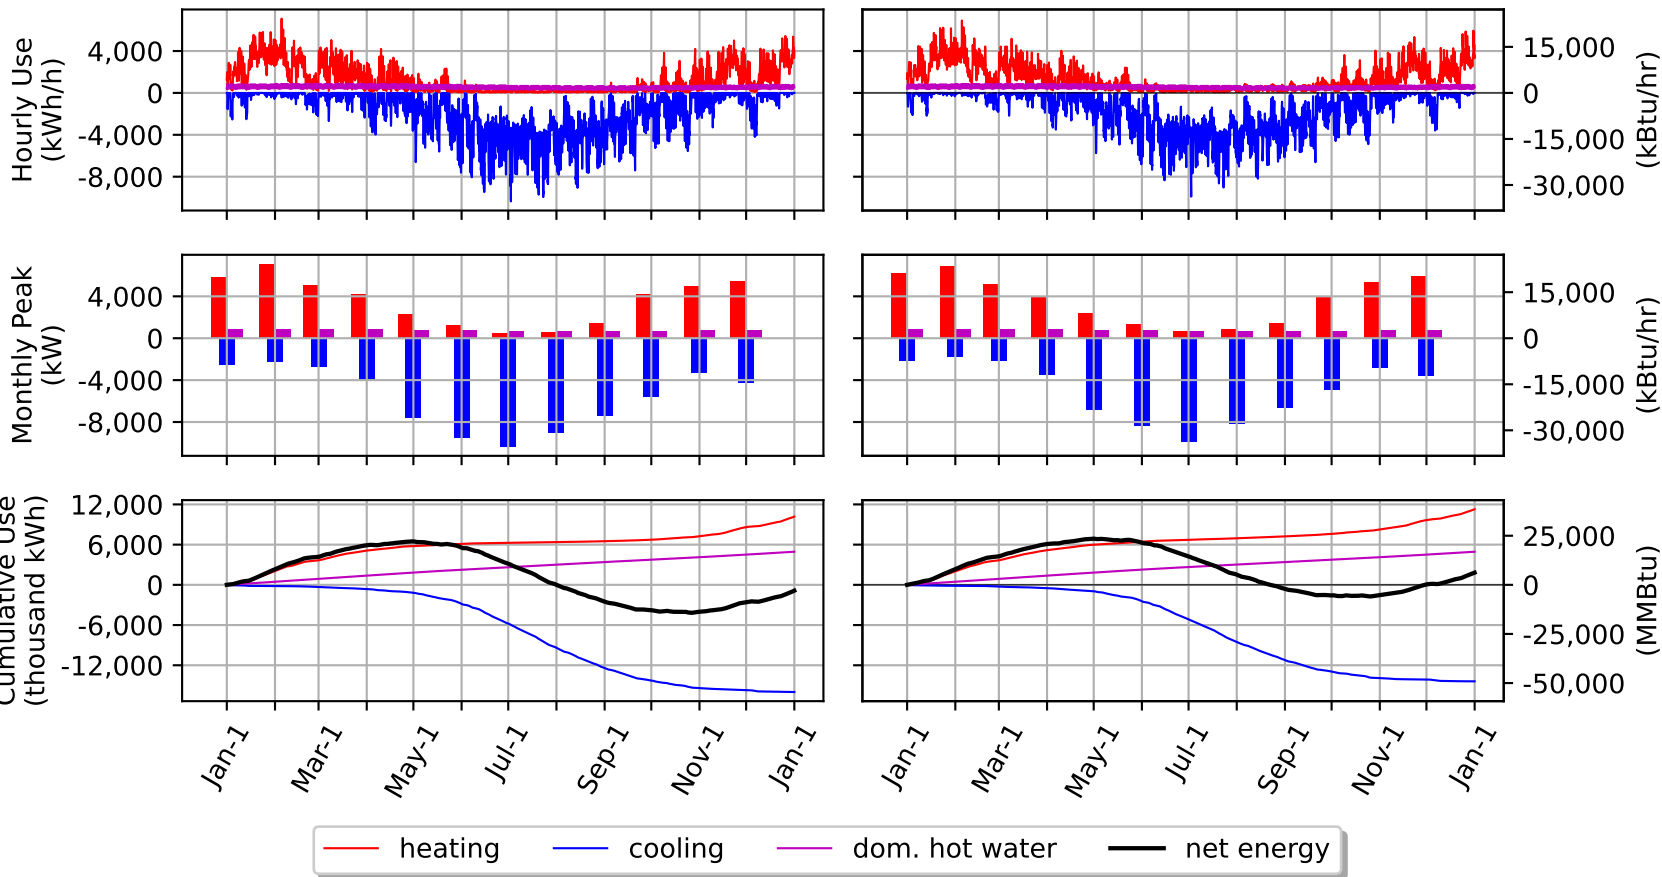 Hourly Use
(kWh/h)
4,000
0
-4,000
-8,000
15,000
0
-15,000
-30,000
(kBtu/hr)
Monthly Peak
(kW)
4,000
0
-4,000
-8,000
15,000
0
-15,000
-30,000
(kBtu/hr)
Cumulative Use
(thousand kWh)
12,000
6,000
0
-6,000
-12,000
25,000
0
-25,000
-50,000
(MMBtu)
Jan-1 Mar-1 May-1 Jul-1 Sep-1 Nov-1 Jan-1
Jan-1 Mar-1 May-1 Jul-1 Sep-1 Nov-1 Jan-1
heating cooling dom. hot water net energy